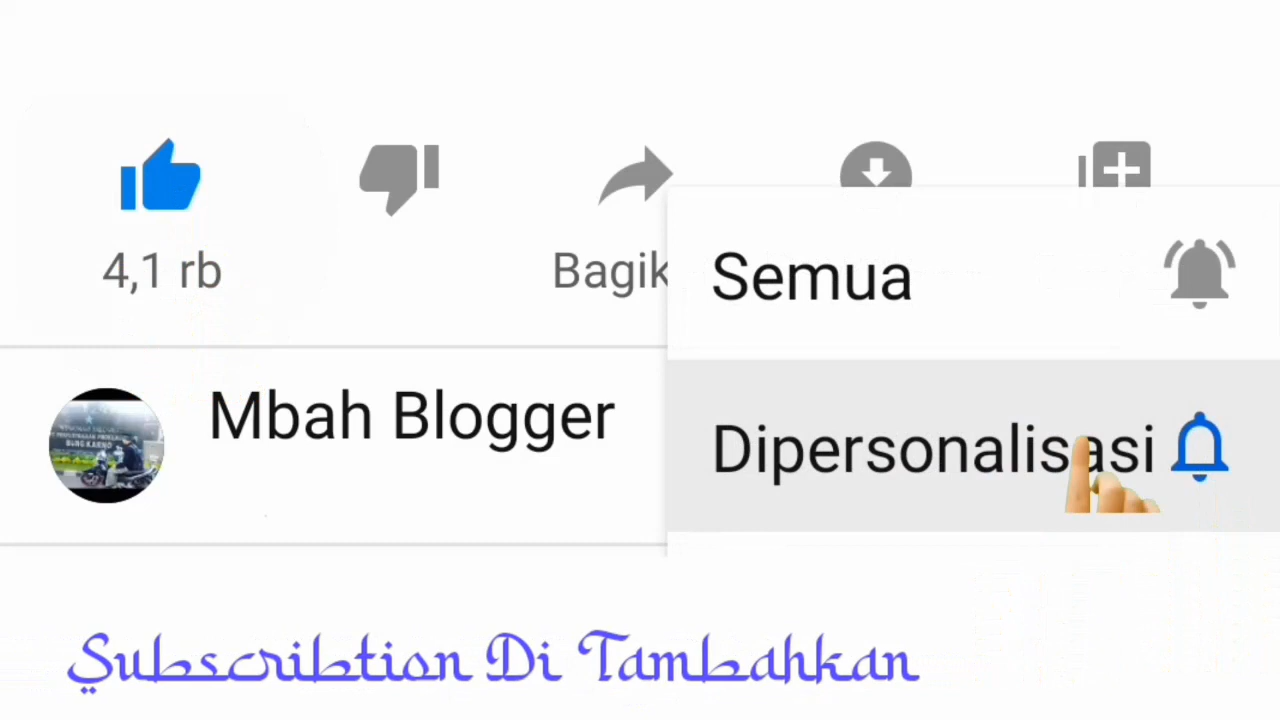 4,1 rb
Bagik
Semua
Mbah Blogger
Dipersonalisasi
Subscribtion Di Tambahkan